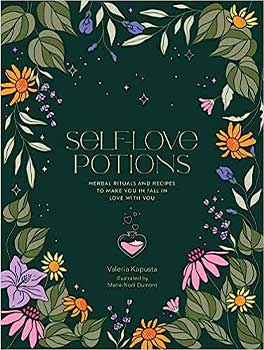 SELF-LOVE
POTIONS
HERBAL RITUALS AND RECIPES
TO MAKE YOU IN FALL IN
LOVE WITH YOU
Valeria Kapusta
Illustrated by
Marie-Noël Dumont